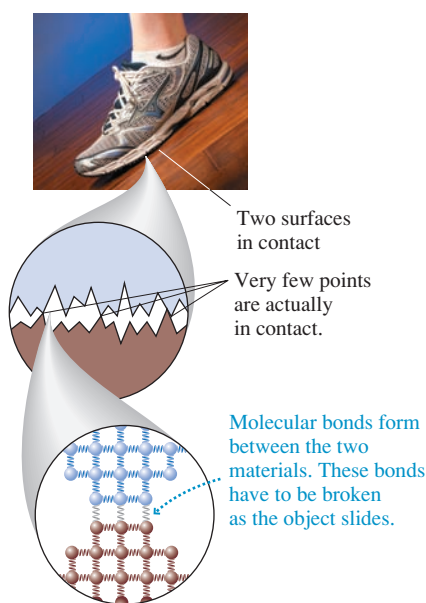 Two surfaces
in contact
Very few points
are actually
in contact.
Molecular bonds form
between the two
materials. These bonds
have to be broken
as the object slides.